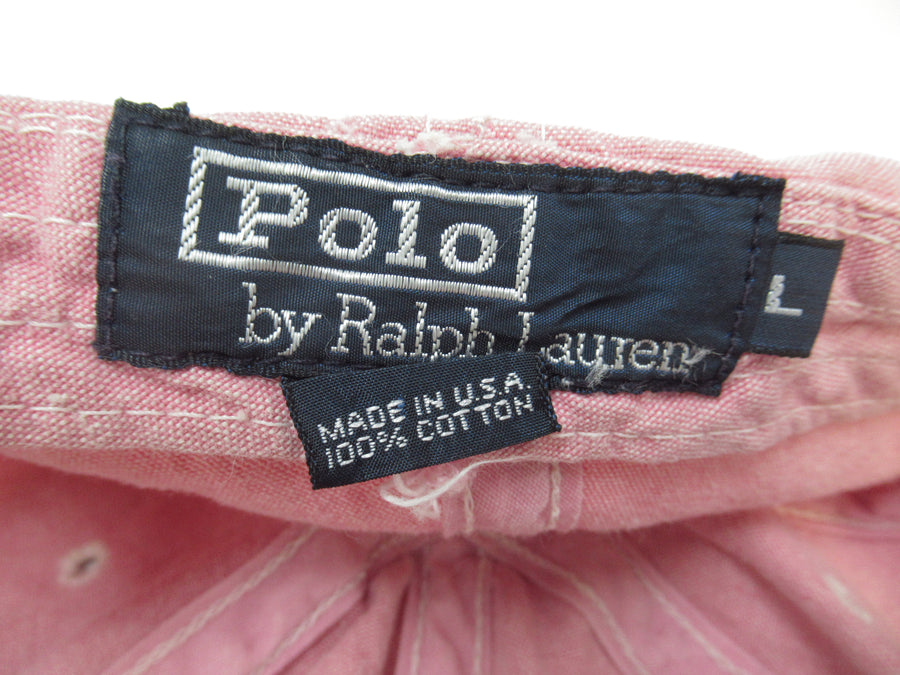 Polo
by Ralph Lauren
L
MADE IN U.S.A.
100% COTTON